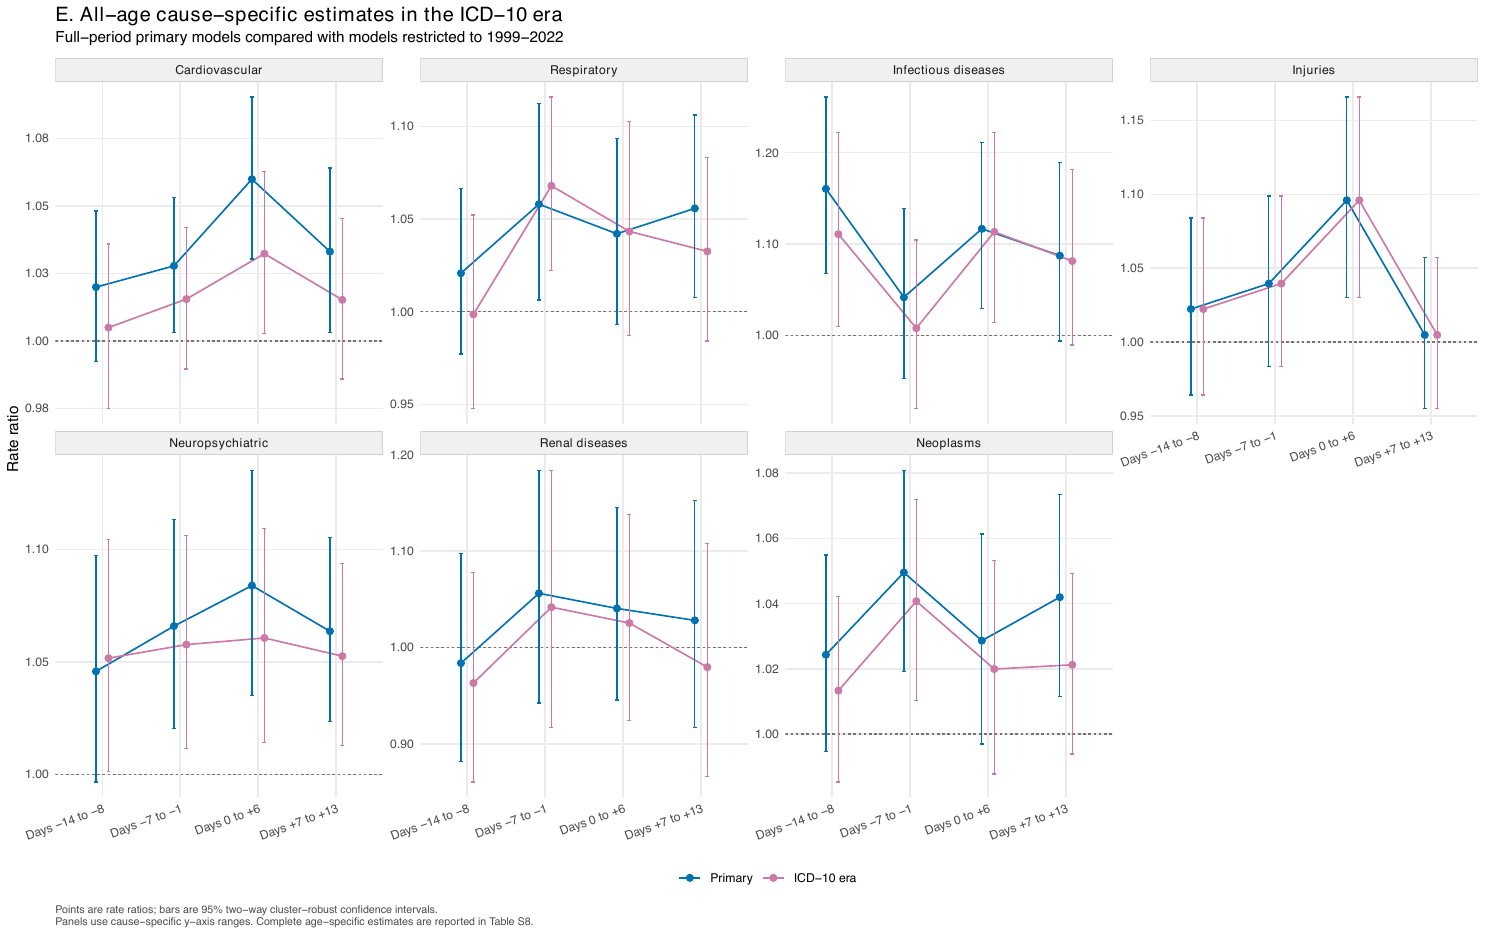 E. All−age cause−specific estimates in the ICD−10 era
Full−period primary models compared with models restricted to 1999−2022
Cardiovascular
Respiratory
Infectious diseases
Injuries
1.08
1.05
1.03
1.00
0.98
1.10
1.05
1.00
0.95
1.20
1.10
1.00
1.15
1.10
1.05
1.00
0.95
Days −14 to −8
Days −7 to −1
Days 0 to +6
Days +7 to +13
Rate ratio
Neuropsychiatric
Renal diseases
Neoplasms
1.10
1.05
1.00
1.20
1.10
1.00
0.90
1.08
1.06
1.04
1.02
1.00
Days −14 to −8
Days −7 to −1
Days 0 to +6
Days +7 to +13
Days −14 to −8
Days −7 to −1
Days 0 to +6
Days +7 to +13
Days −14 to −8
Days −7 to −1
Days 0 to +6
Days +7 to +13
Primary
ICD−10 era
Points are rate ratios; bars are 95% two−way cluster−robust confidence intervals.
Panels use cause−specific y−axis ranges. Complete age−specific estimates are reported in Table S8.